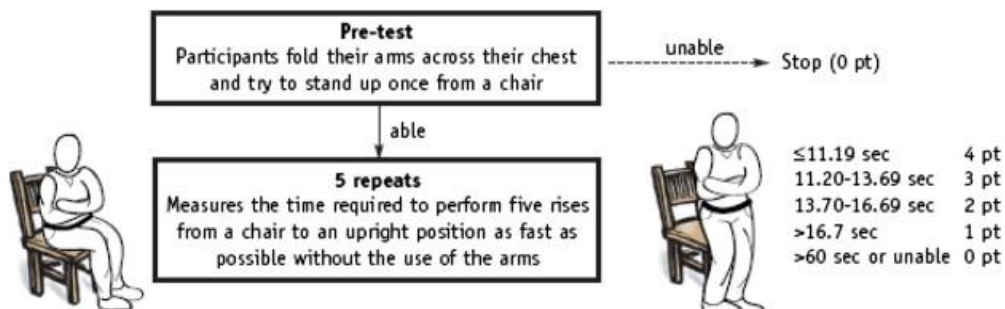 Pre-test
Participants fold their arms across their chest
and try to stand up once from a chair
unable
Stop (0 pt)
able
5 repeats
Measures the time required to perform five rises
from a chair to an upright position as fast as
possible without the use of the arms
≤11.19 sec 4 pt
11.20-13.69 sec 3 pt
13.70-16.69 sec 2 pt
>16.7 sec 1 pt
>60 sec or unable 0 pt